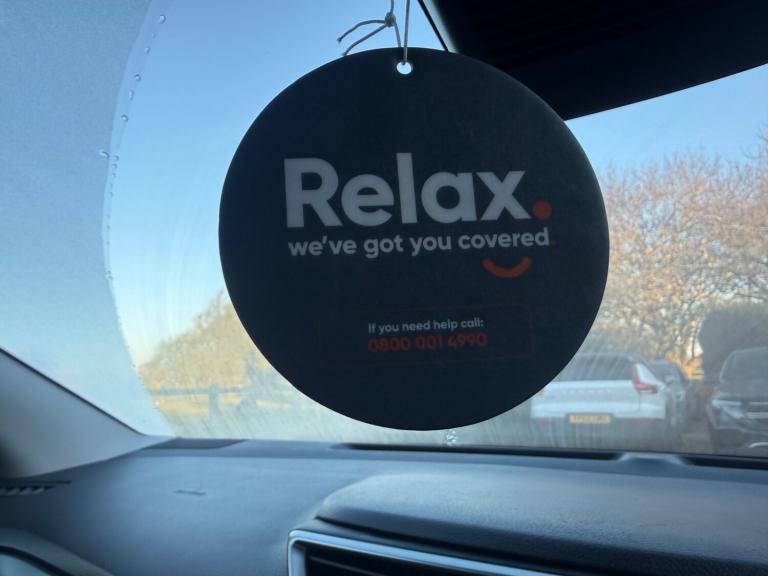 Relax.
we've got you covered
If you need help call:
0800 001 4990